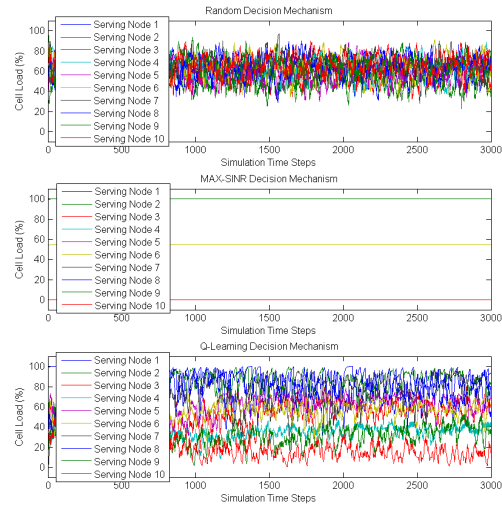 Random Decision Mechanism
Cell Load (%)
100
80
60
40
20
0
Serving Node 1
Serving Node 2
Serving Node 3
Serving Node 4
Serving Node 5
Serving Node 6
Serving Node 7
Serving Node 8
Serving Node 9
Serving Node 10
0 500 1000 1500 2000 2500 3000
Simulation Time Steps
MAX-SINR Decision Mechanism
Cell Load (%)
100
80
60
40
20
0
Serving Node 1
Serving Node 2
Serving Node 3
Serving Node 4
Serving Node 5
Serving Node 6
Serving Node 7
Serving Node 8
Serving Node 9
Serving Node 10
0 500 1000 1500 2000 2500 3000
Simulation Time Steps
Q-Learning Decision Mechanism
Cell Load (%)
100
80
60
40
20
0
Serving Node 1
Serving Node 2
Serving Node 3
Serving Node 4
Serving Node 5
Serving Node 6
Serving Node 7
Serving Node 8
Serving Node 9
Serving Node 10
0 500 1000 1500 2000 2500 3000
Simulation Time Steps